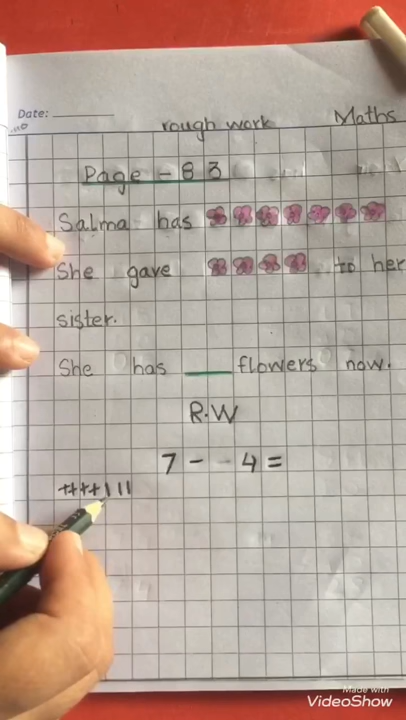 Date:
rough work Maths
Page - 83
Salma has
She gave to her
sister.
She has ___ flowers now.
R.W
7 - 4 =
Made with
VideoShow